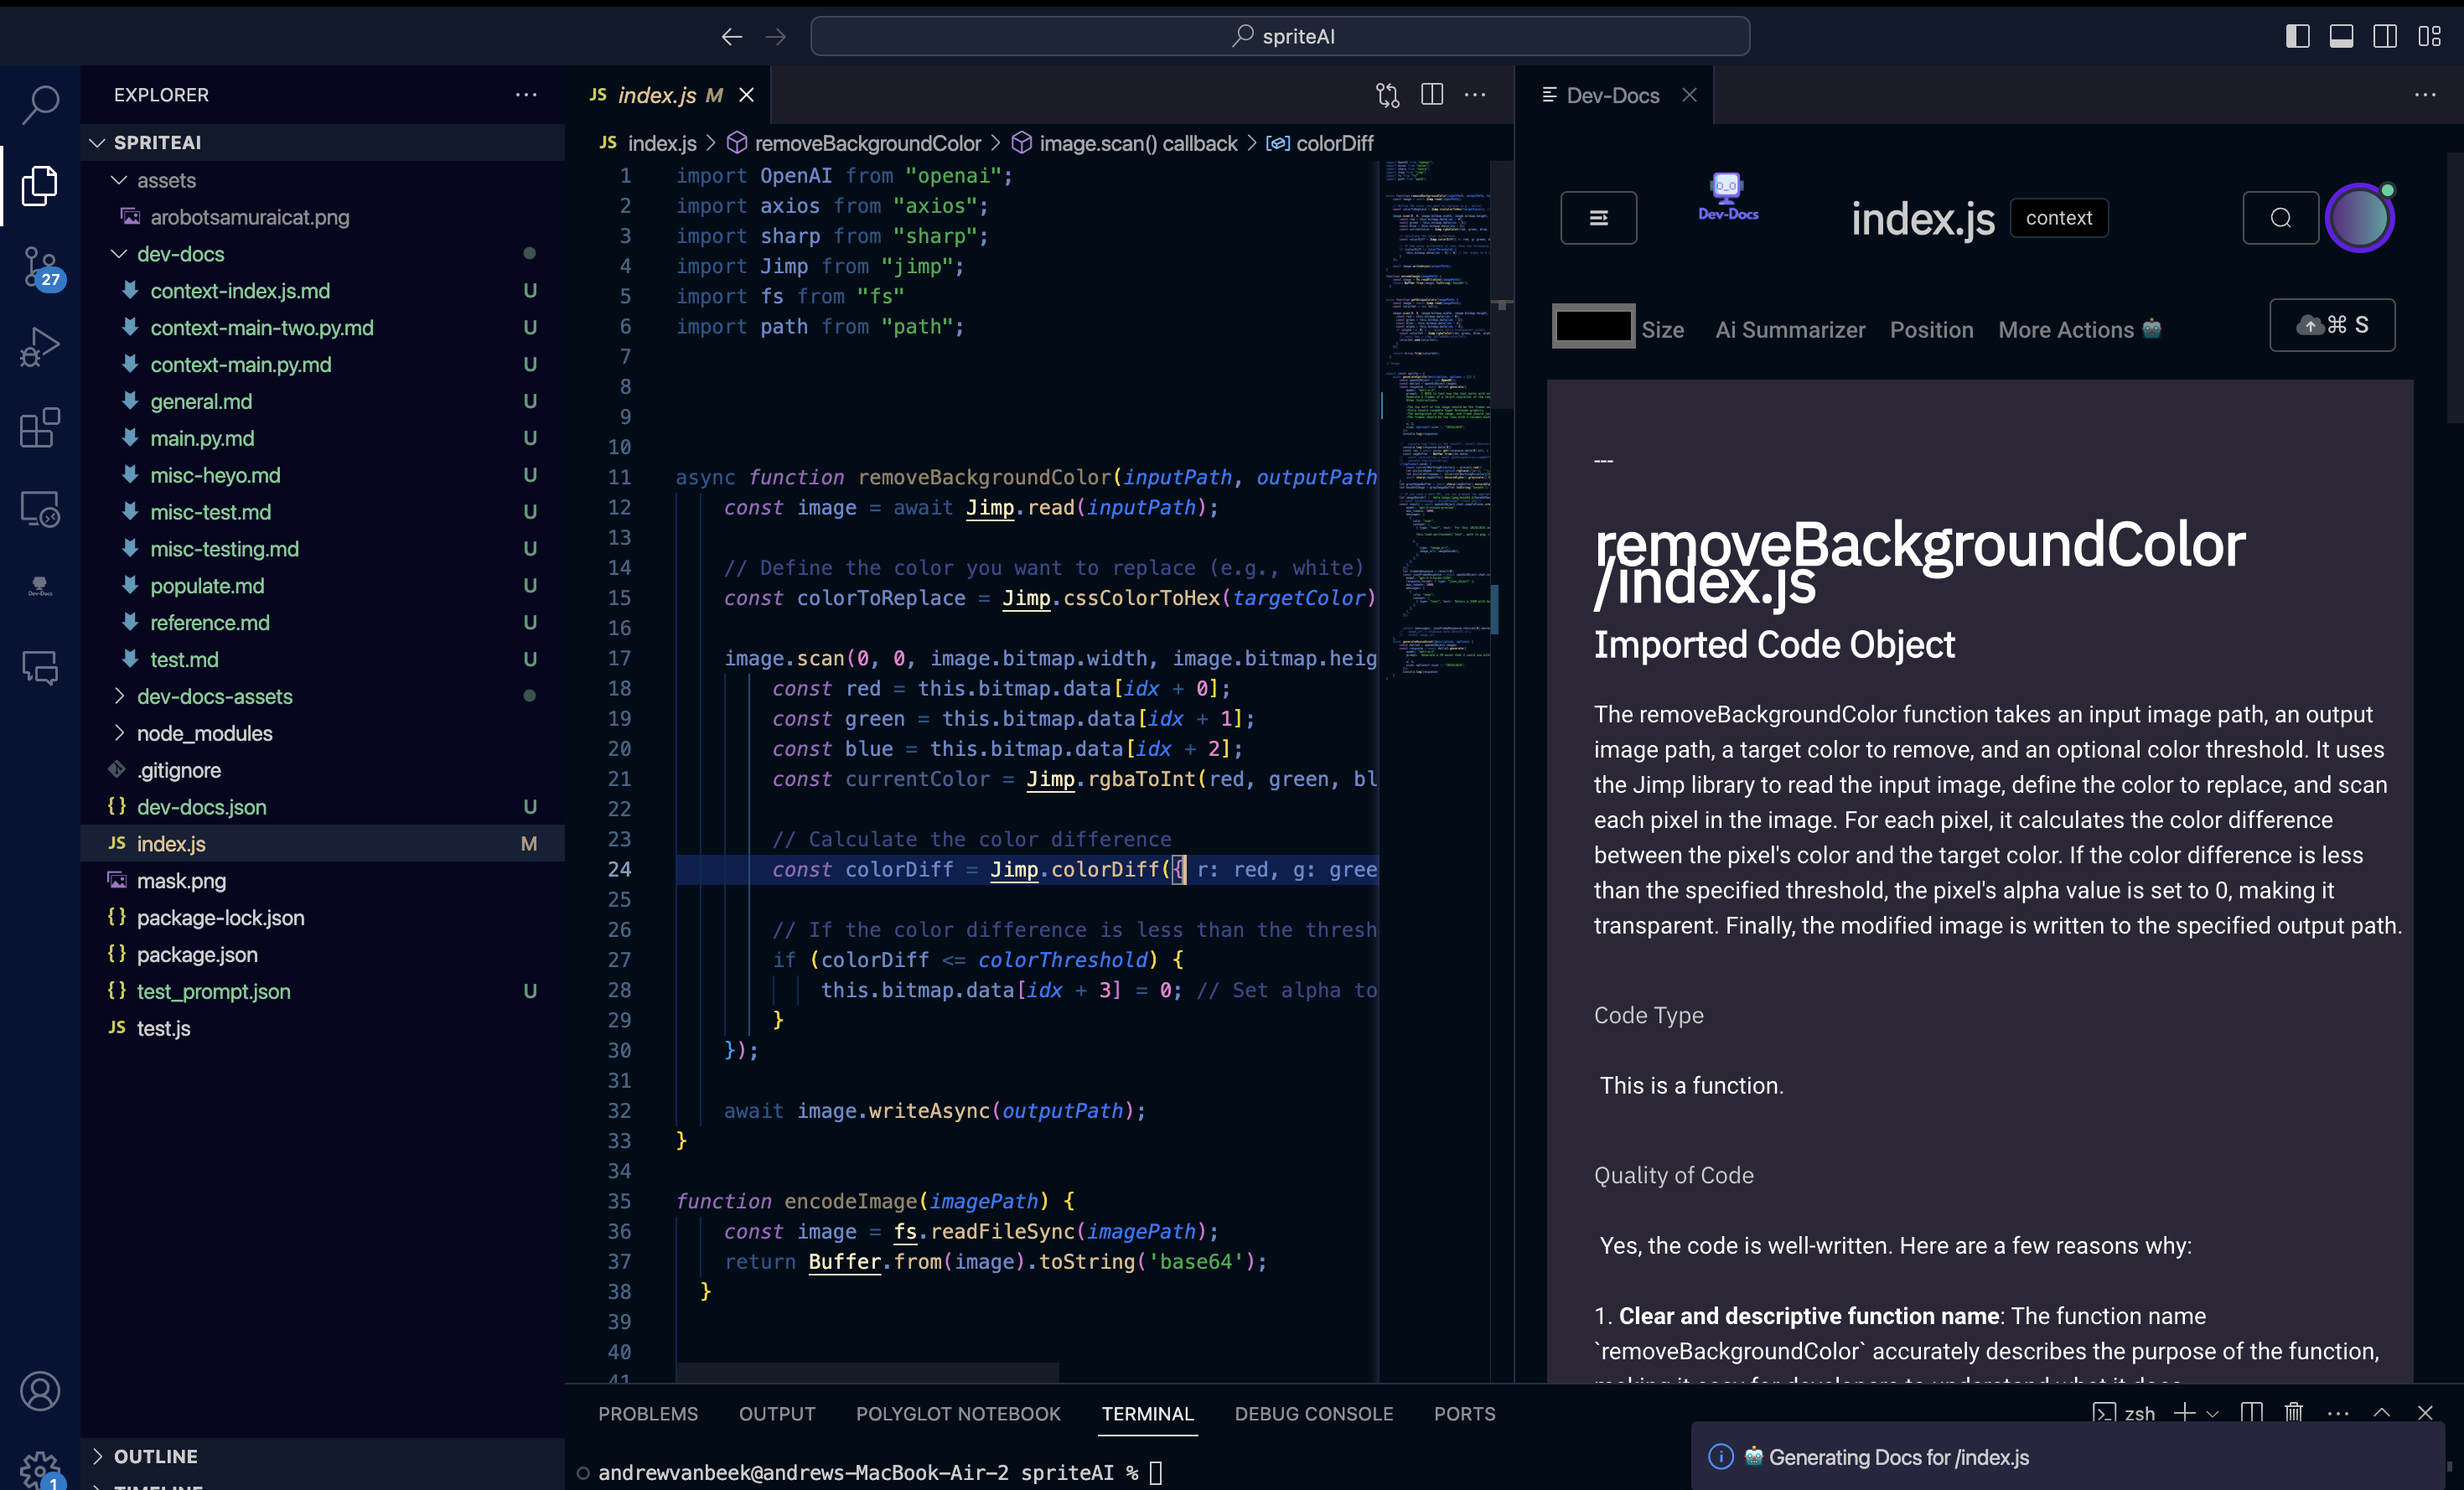 spriteAI
EXPLORER
SPRITEAI
assets
arobotsamuraicat.png
dev-docs
context-index.js.md U
context-main-two.py.md U
context-main.py.md U
general.md U
main.py.md U
misc-heyo.md U
misc-test.md U
misc-testing.md U
populate.md U
reference.md U
test.md U
dev-docs-assets
node_modules
.gitignore
{} dev-docs.json U
JS index.js M
mask.png
{} package-lock.json
{} package.json
{} test_prompt.json U
JS test.js
OUTLINE
27
Dev-Docs
1
JS index.js M
JS index.js > removeBackgroundColor > image.scan() callback > colorDiff
1 import OpenAI from "openai";
2 import axios from "axios";
3 import sharp from "sharp";
4 import Jimp from "jimp";
5 import fs from "fs"
6 import path from "path";
7
8
9
10
11 async function removeBackgroundColor(inputPath, outputPath
12 const image = await Jimp.read(inputPath);
13
14 // Define the color you want to replace (e.g., white)
15 const colorToReplace = Jimp.cssColorToHex(targetColor)
16
17 image.scan(0, 0, image.bitmap.width, image.bitmap.heig
18 const red = this.bitmap.data[idx + 0];
19 const green = this.bitmap.data[idx + 1];
20 const blue = this.bitmap.data[idx + 2];
21 const currentColor = Jimp.rgbaToInt(red, green, bl
22
23 // Calculate the color difference
24 const colorDiff = Jimp.colorDiff({ r: red, g: gree
25
26 // If the color difference is less than the thresh
27 if (colorDiff <= colorThreshold) {
28 this.bitmap.data[idx + 3] = 0; // Set alpha to
29 }
30 });
31
32 await image.writeAsync(outputPath);
33 }
34
35 function encodeImage(imagePath) {
36 const image = fs.readFileSync(imagePath);
37 return Buffer.from(image).toString('base64');
38 }
39
40
41
Dev-Docs
Dev-Docs
index.js context
Size Ai Summarizer Position More Actions 🤖 ⌘ S
---
removeBackgroundColor
/index.js
Imported Code Object
The removeBackgroundColor function takes an input image path, an output
image path, a target color to remove, and an optional color threshold. It uses
the Jimp library to read the input image, define the color to replace, and scan
each pixel in the image. For each pixel, it calculates the color difference
between the pixel's color and the target color. If the color difference is less
than the specified threshold, the pixel's alpha value is set to 0, making it
transparent. Finally, the modified image is written to the specified output path.
Code Type
This is a function.
Quality of Code
Yes, the code is well-written. Here are a few reasons why:
1. Clear and descriptive function name: The function name
`removeBackgroundColor` accurately describes the purpose of the function,
PROBLEMS OUTPUT POLYGLOT NOTEBOOK TERMINAL DEBUG CONSOLE PORTS
zsh
andrewvanbeek@andrews-MacBook-Air-2 spriteAI %
🤖 Generating Docs for /index.js